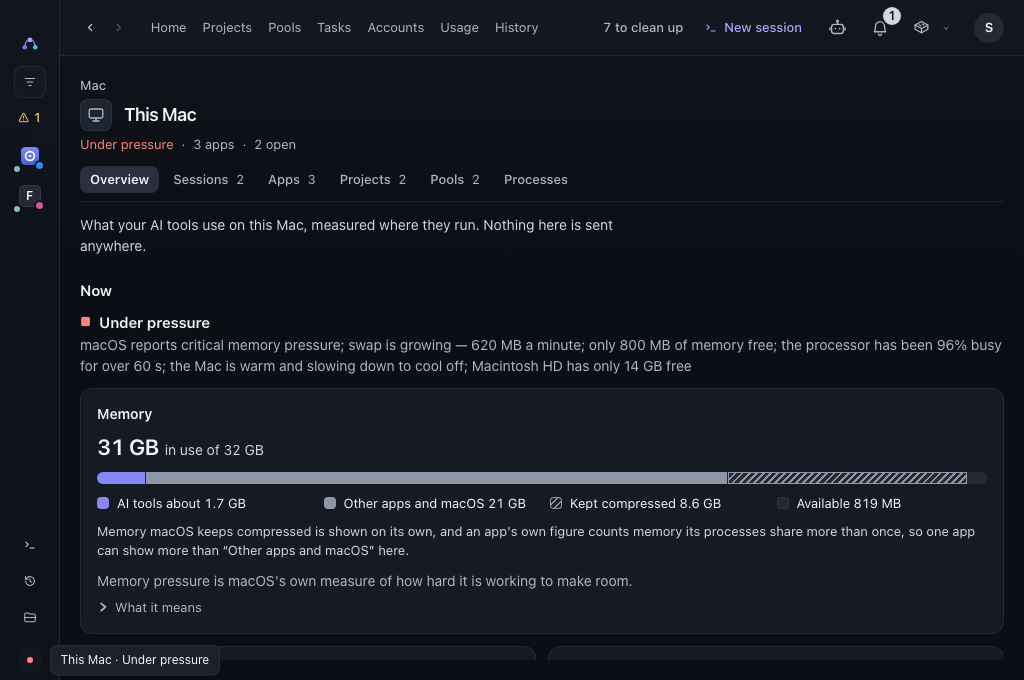 Home Projects Pools Tasks Accounts Usage History 7 to clean up New session 1 S
1
F
Mac
This Mac
Under pressure · 3 apps · 2 open
Overview Sessions 2 Apps 3 Projects 2 Pools 2 Processes
What your AI tools use on this Mac, measured where they run. Nothing here is sent
anywhere.
Now
Under pressure
macOS reports critical memory pressure; swap is growing — 620 MB a minute; only 800 MB of memory free; the processor has been 96% busy
for over 60 s; the Mac is warm and slowing down to cool off; Macintosh HD has only 14 GB free
Memory
31 GB in use of 32 GB
AI tools about 1.7 GB Other apps and macOS 21 GB Kept compressed 8.6 GB Available 819 MB
Memory macOS keeps compressed is shown on its own, and an app's own figure counts memory its processes share more than once, so one app
can show more than “Other apps and macOS” here.
Memory pressure is macOS's own measure of how hard it is working to make room.
What it means
This Mac · Under pressure